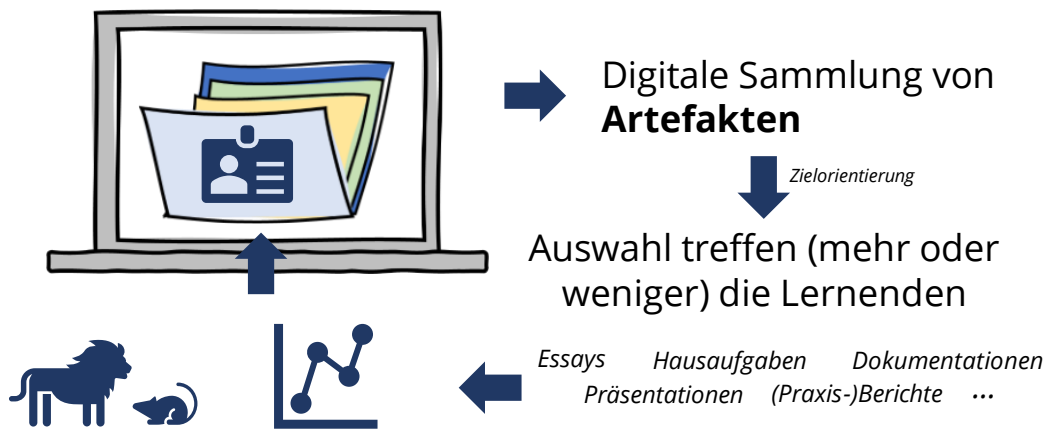 Digitale Sammlung von
Artefakten
Zielorientierung
Auswahl treffen (mehr oder
weniger) die Lernenden
Essays Hausaufgaben Dokumentationen
Präsentationen (Praxis-)Berichte ...